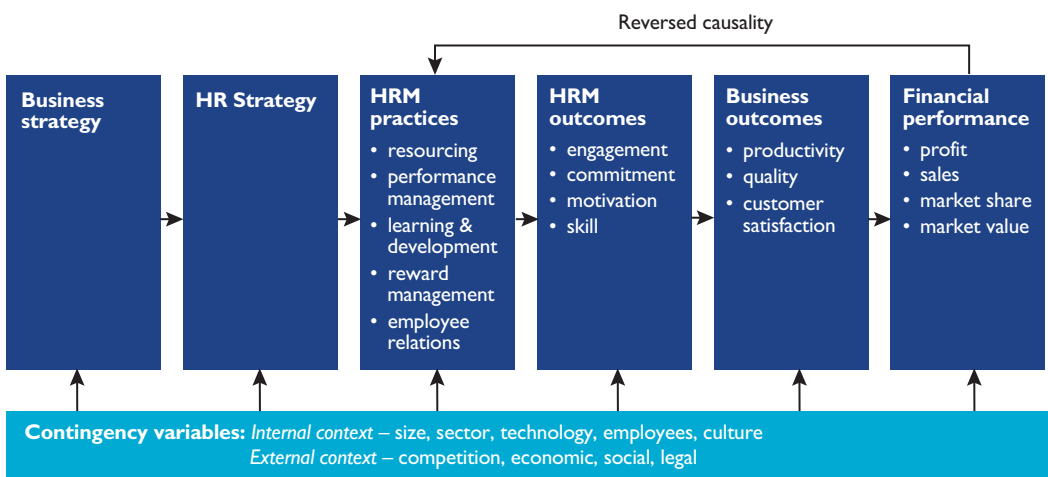 Reversed causality
Business
strategy
HR Strategy
HRM
practices
• resourcing
• performance
management
• learning &
development
• reward
management
• employee
relations
HRM
outcomes
• engagement
• commitment
• motivation
• skill
Business
outcomes
• productivity
• quality
• customer
satisfaction
Financial
performance
• profit
• sales
• market share
• market value
Contingency variables: Internal context – size, sector, technology, employees, culture
External context – competition, economic, social, legal